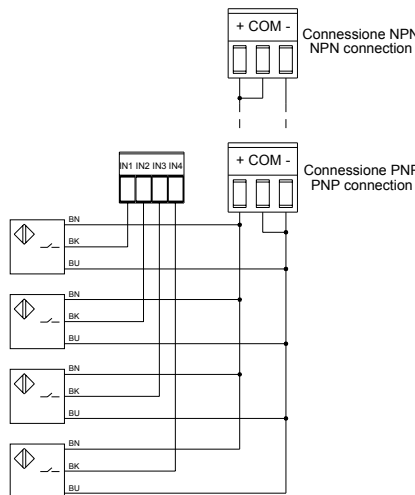 + COM -
Connessione NPN
NPN connection
+ COM -
Connessione PNP
PNP connection
IN1 IN2 IN3 IN4
BN
BK
BU
BN
BK
BU
BN
BK
BU
BN
BK
BU